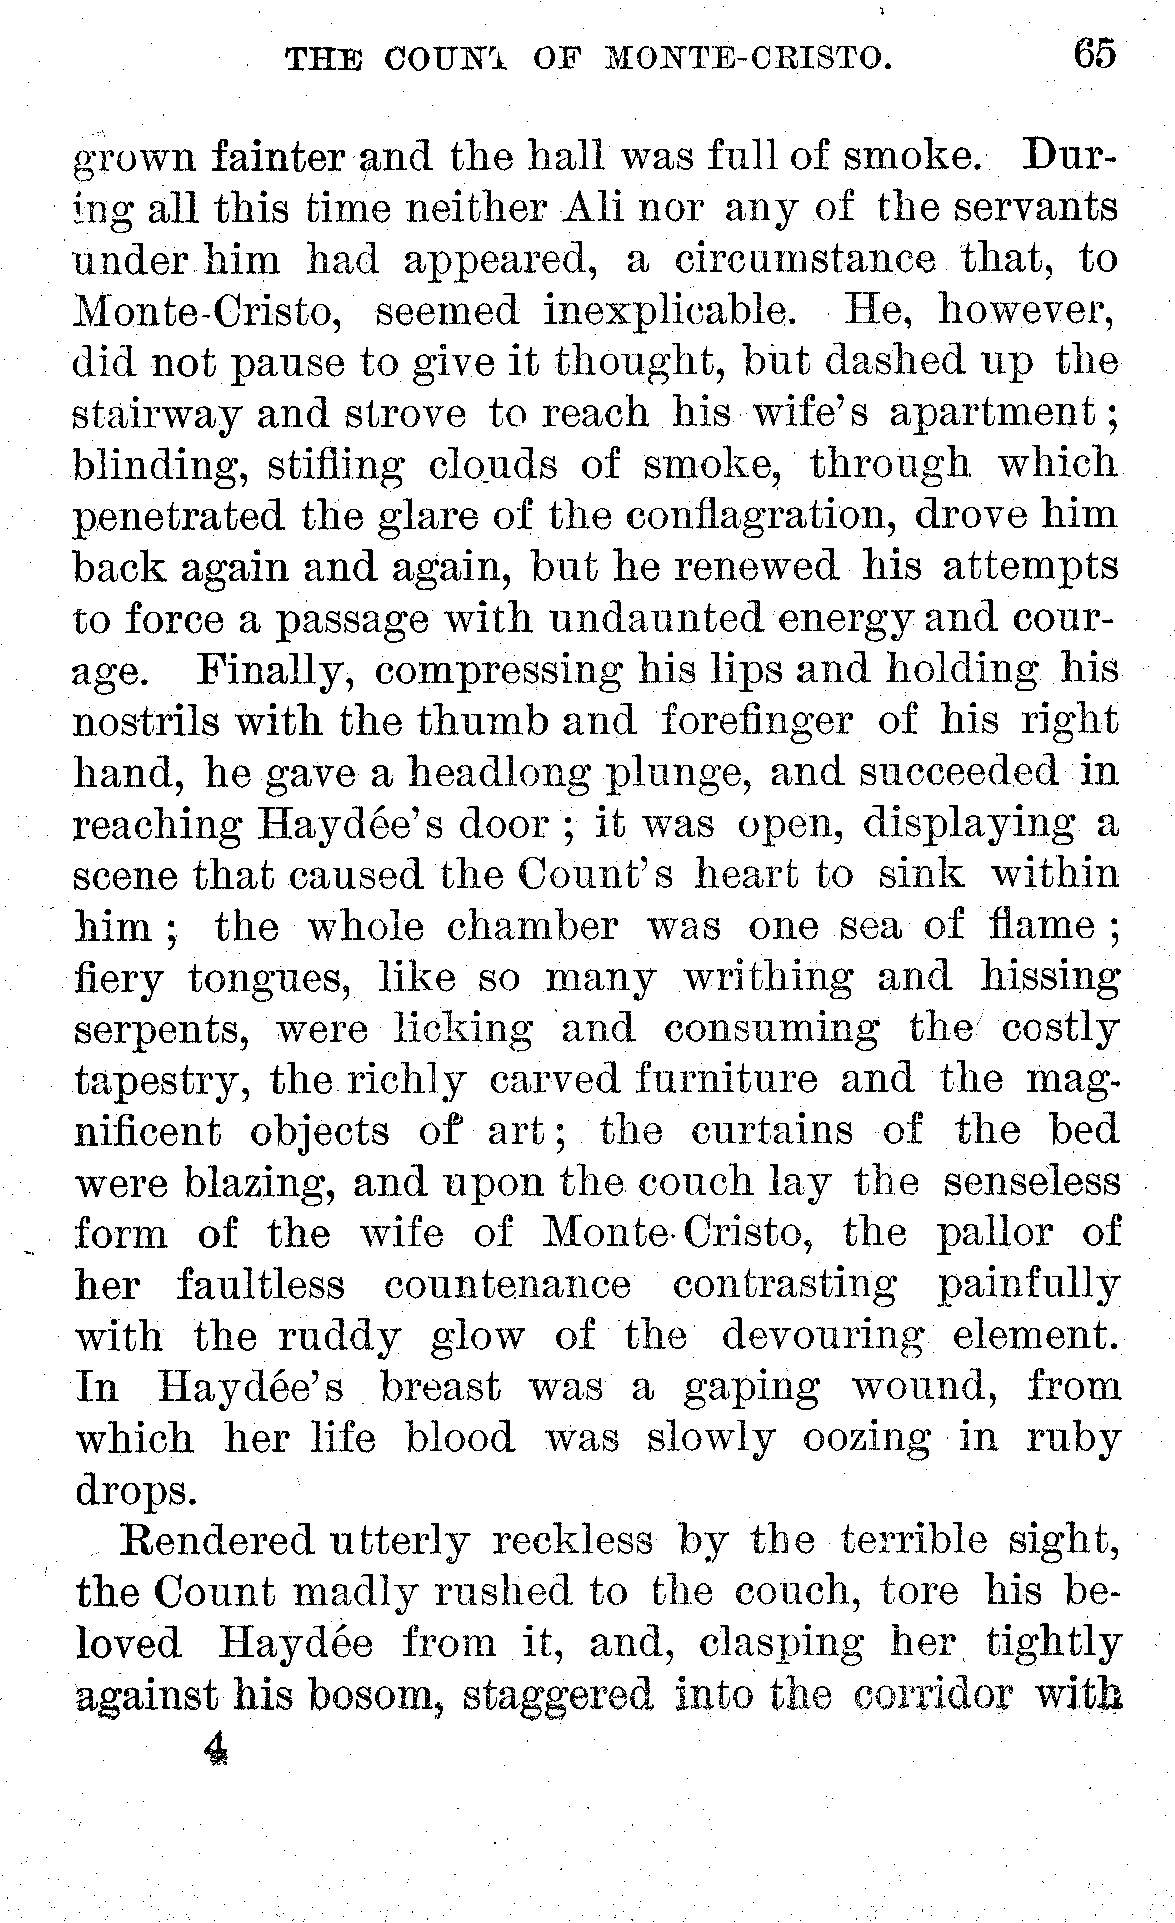 THE COUNT OF MONTE-CRISTO. 65
grown fainter and the hall was full of smoke. Dur-
ing all this time neither Ali nor any of the servants
under him had appeared, a circumstance that, to
Monte-Cristo, seemed inexplicable. He, however,
did not pause to give it thought, but dashed up the
stairway and strove to reach his wife's apartment ;
blinding, stifling clouds of smoke, through which
penetrated the glare of the conflagration, drove him
back again and again, but he renewed his attempts
to force a passage with undaunted energy and cour-
age. Finally, compressing his lips and holding his
nostrils with the thumb and forefinger of his right
hand, he gave a headlong plunge, and succeeded in
reaching Haydée's door ; it was open, displaying a
scene that caused the Count's heart to sink within
him ; the whole chamber was one sea of flame ;
fiery tongues, like so many writhing and hissing
serpents, were licking and consuming the costly
tapestry, the richly carved furniture and the mag-
nificent objects of art ; the curtains of the bed
were blazing, and upon the couch lay the senseless
form of the wife of Monte-Cristo, the pallor of
her faultless countenance contrasting painfully
with the ruddy glow of the devouring element.
In Haydée's breast was a gaping wound, from
which her life blood was slowly oozing in ruby
drops.
Rendered utterly reckless by the terrible sight,
the Count madly rushed to the couch, tore his be-
loved Haydée from it, and, clasping her tightly
against his bosom, staggered into the corridor with
4